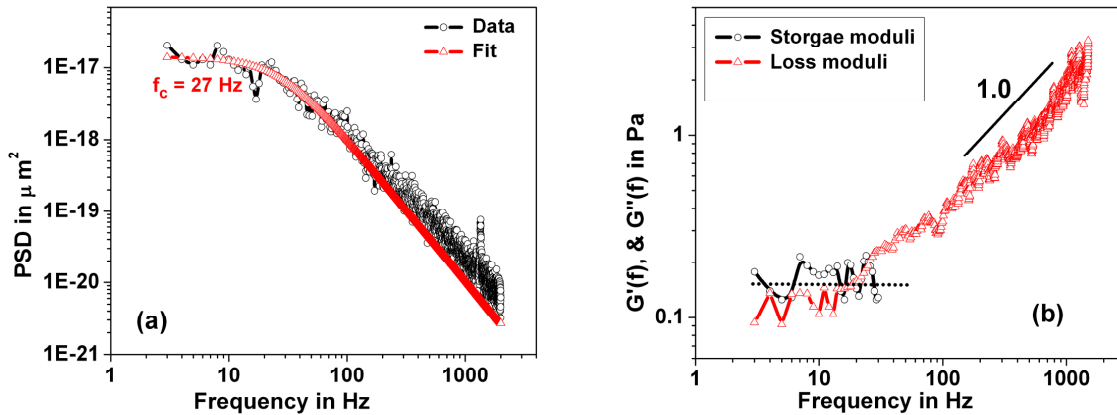 1E-17
1E-18
1E-19
1E-20
1E-21
PSD in μ m²
Data
Fit
f_c = 27 Hz
(a)
1 10 100 1000
Frequency in Hz
1
0.1
G'(f), & G''(f) in Pa
Storgae moduli
Loss moduli
1.0
(b)
1 10 100 1000
Frequency in Hz